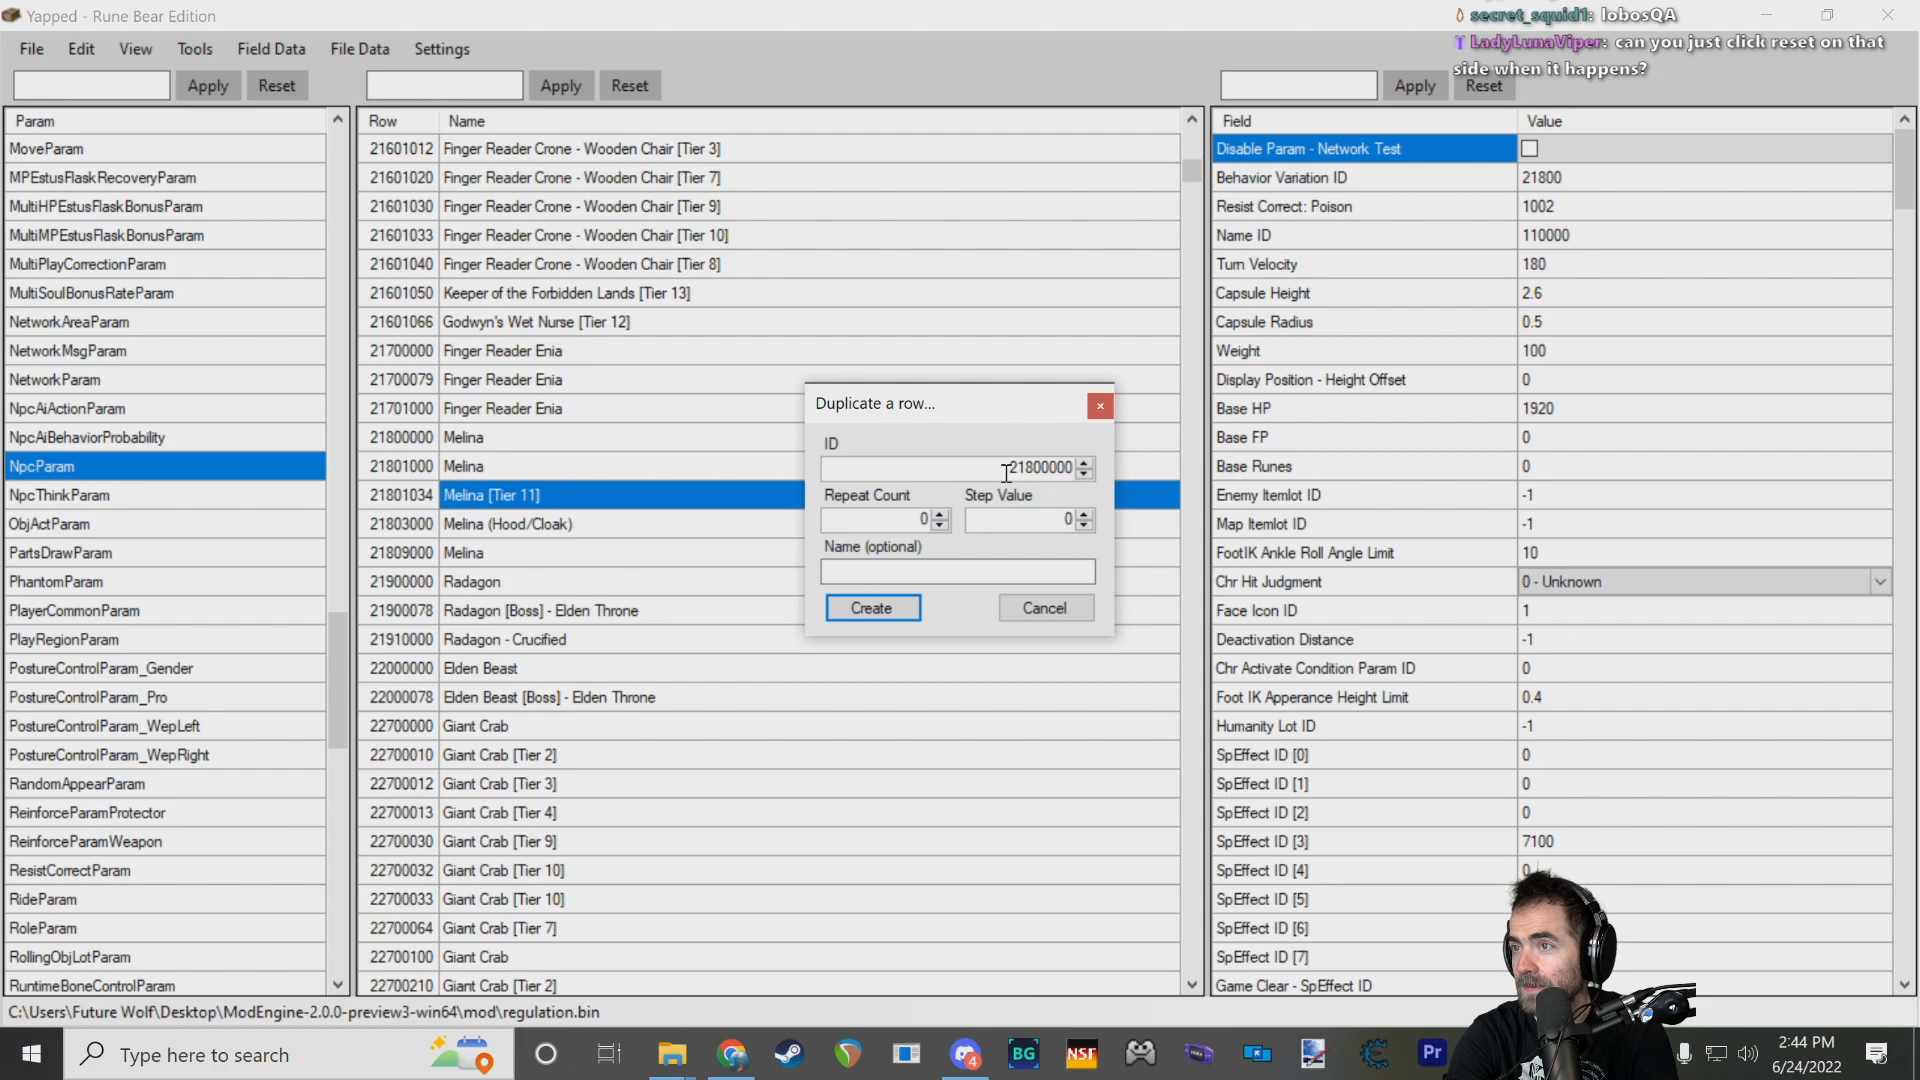 Yapped - Rune Bear Edition
secret_squid1: lobosQA
LadyLunaViper: can you just click reset on that
side when it happens?
File Edit View Tools Field Data File Data Settings
Apply Reset Apply Reset Apply Reset
Param
MoveParam
MPEstusFlaskRecoveryParam
MultiHPEstusFlaskBonusParam
MultiMPEstusFlaskBonusParam
MultiPlayCorrectionParam
MultiSoulBonusRateParam
NetworkAreaParam
NetworkMsgParam
NetworkParam
NpcAiActionParam
NpcAiBehaviorProbability
NpcParam
NpcThinkParam
ObjActParam
PartsDrawParam
PhantomParam
PlayerCommonParam
PlayRegionParam
PostureControlParam_Gender
PostureControlParam_Pro
PostureControlParam_WepLeft
PostureControlParam_WepRight
RandomAppearParam
ReinforceParamProtector
ReinforceParamWeapon
ResistCorrectParam
RideParam
RoleParam
RollingObjLotParam
RuntimeBoneControlParam
Row Name
21601012 Finger Reader Crone - Wooden Chair [Tier 3]
21601020 Finger Reader Crone - Wooden Chair [Tier 7]
21601030 Finger Reader Crone - Wooden Chair [Tier 9]
21601033 Finger Reader Crone - Wooden Chair [Tier 10]
21601040 Finger Reader Crone - Wooden Chair [Tier 8]
21601050 Keeper of the Forbidden Lands [Tier 13]
21601066 Godwyn's Wet Nurse [Tier 12]
21700000 Finger Reader Enia
21700079 Finger Reader Enia
21701000 Finger Reader Enia
21800000 Melina
21801000 Melina
21801034 Melina [Tier 11]
21803000 Melina (Hood/Cloak)
21809000 Melina
21900000 Radagon
21900078 Radagon [Boss] - Elden Throne
21910000 Radagon - Crucified
22000000 Elden Beast
22000078 Elden Beast [Boss] - Elden Throne
22700000 Giant Crab
22700010 Giant Crab [Tier 2]
22700012 Giant Crab [Tier 3]
22700013 Giant Crab [Tier 4]
22700030 Giant Crab [Tier 9]
22700032 Giant Crab [Tier 10]
22700033 Giant Crab [Tier 10]
22700064 Giant Crab [Tier 7]
22700100 Giant Crab
22700210 Giant Crab [Tier 2]
Duplicate a row...
ID
21800000
Repeat Count Step Value
0 0
Name (optional)
Create Cancel
Field Value
Disable Param - Network Test
Behavior Variation ID 21800
Resist Correct: Poison 1002
Name ID 110000
Turn Velocity 180
Capsule Height 2.6
Capsule Radius 0.5
Weight 100
Display Position - Height Offset 0
Base HP 1920
Base FP 0
Base Runes 0
Enemy Itemlot ID -1
Map Itemlot ID -1
FootIK Ankle Roll Angle Limit 10
Chr Hit Judgment 0 - Unknown
Face Icon ID 1
Deactivation Distance -1
Chr Activate Condition Param ID 0
Foot IK Apperance Height Limit 0.4
Humanity Lot ID -1
SpEffect ID [0] 0
SpEffect ID [1] 0
SpEffect ID [2] 0
SpEffect ID [3] 7100
SpEffect ID [4] 0
SpEffect ID [5]
SpEffect ID [6]
SpEffect ID [7]
Game Clear - SpEffect ID
C:\Users\Future Wolf\Desktop\ModEngine-2.0.0-preview3-win64\mod\regulation.bin
Type here to search
4
BG
NSF
Pr
2:44 PM
6/24/2022